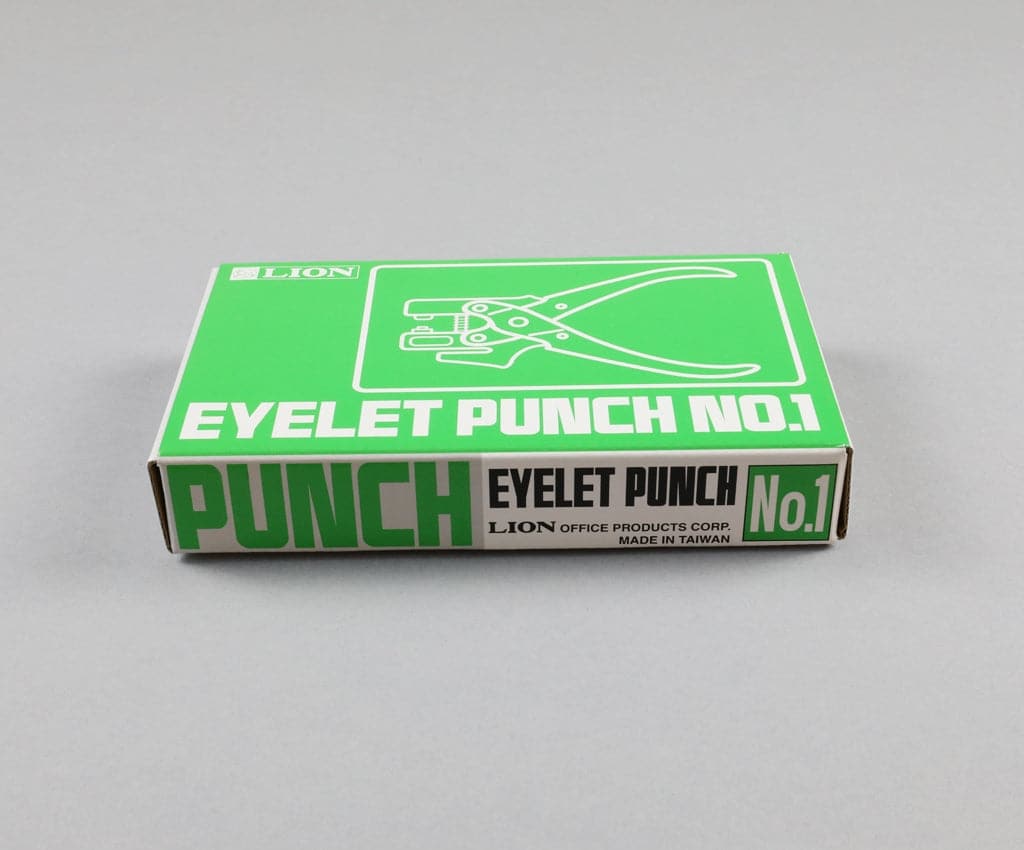 LION
EYELET PUNCH NO.1
PUNCH
EYELET PUNCH
LION OFFICE PRODUCTS CORP.
MADE IN TAIWAN
No.1